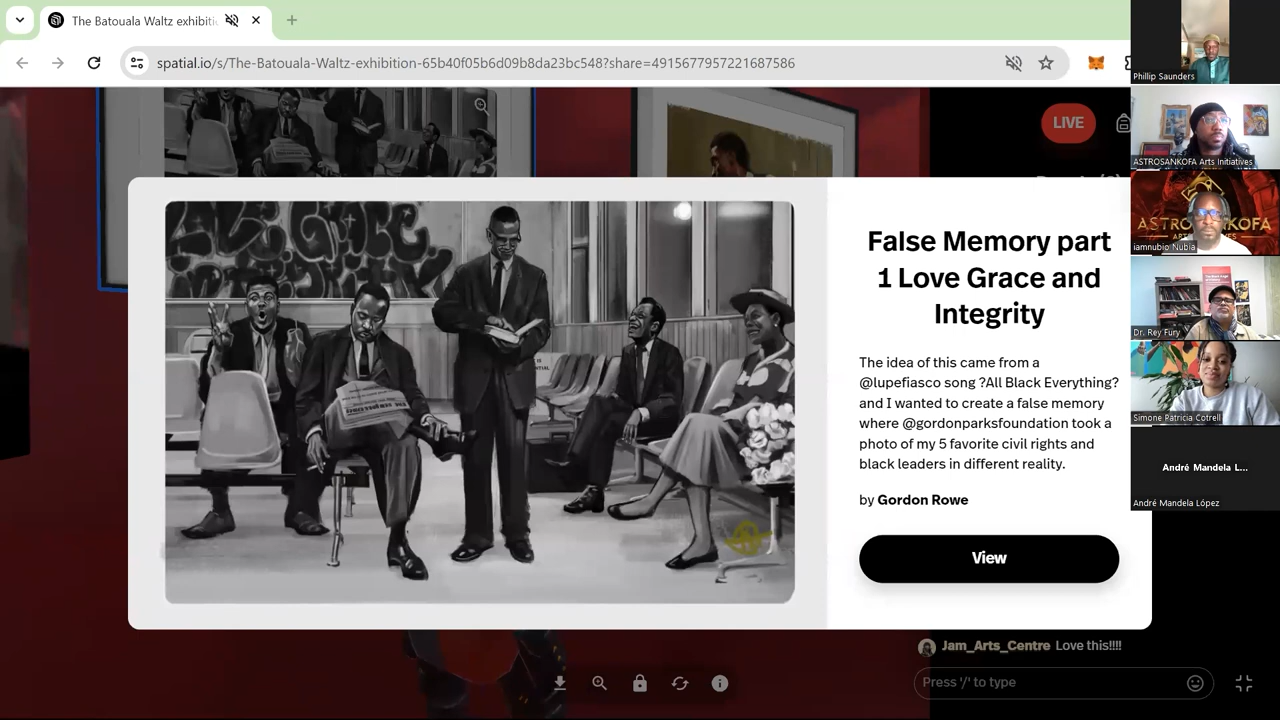 The Batouala Waltz exhibiti
spatial.io/s/The-Batouala-Waltz-exhibition-65b40f05b6d09b8da23bc548?share=4915677957221687586
LIVE
False Memory part
1 Love Grace and
Integrity
The idea of this came from a
@lupefiasco song ?All Black Everything?
and I wanted to create a false memory
where @gordonparksfoundation took a
photo of my 5 favorite civil rights and
black leaders in different reality.
by Gordon Rowe
View
Jam_Arts_Centre Love this!!!!
Press '/' to type
Phillip Saunders
ASTROSANKOFA Arts Initiatives
iamnubio Nubia
Dr. Rey Fury
Simone Patricia Cotrell
André Mandela L...
André Mandela López